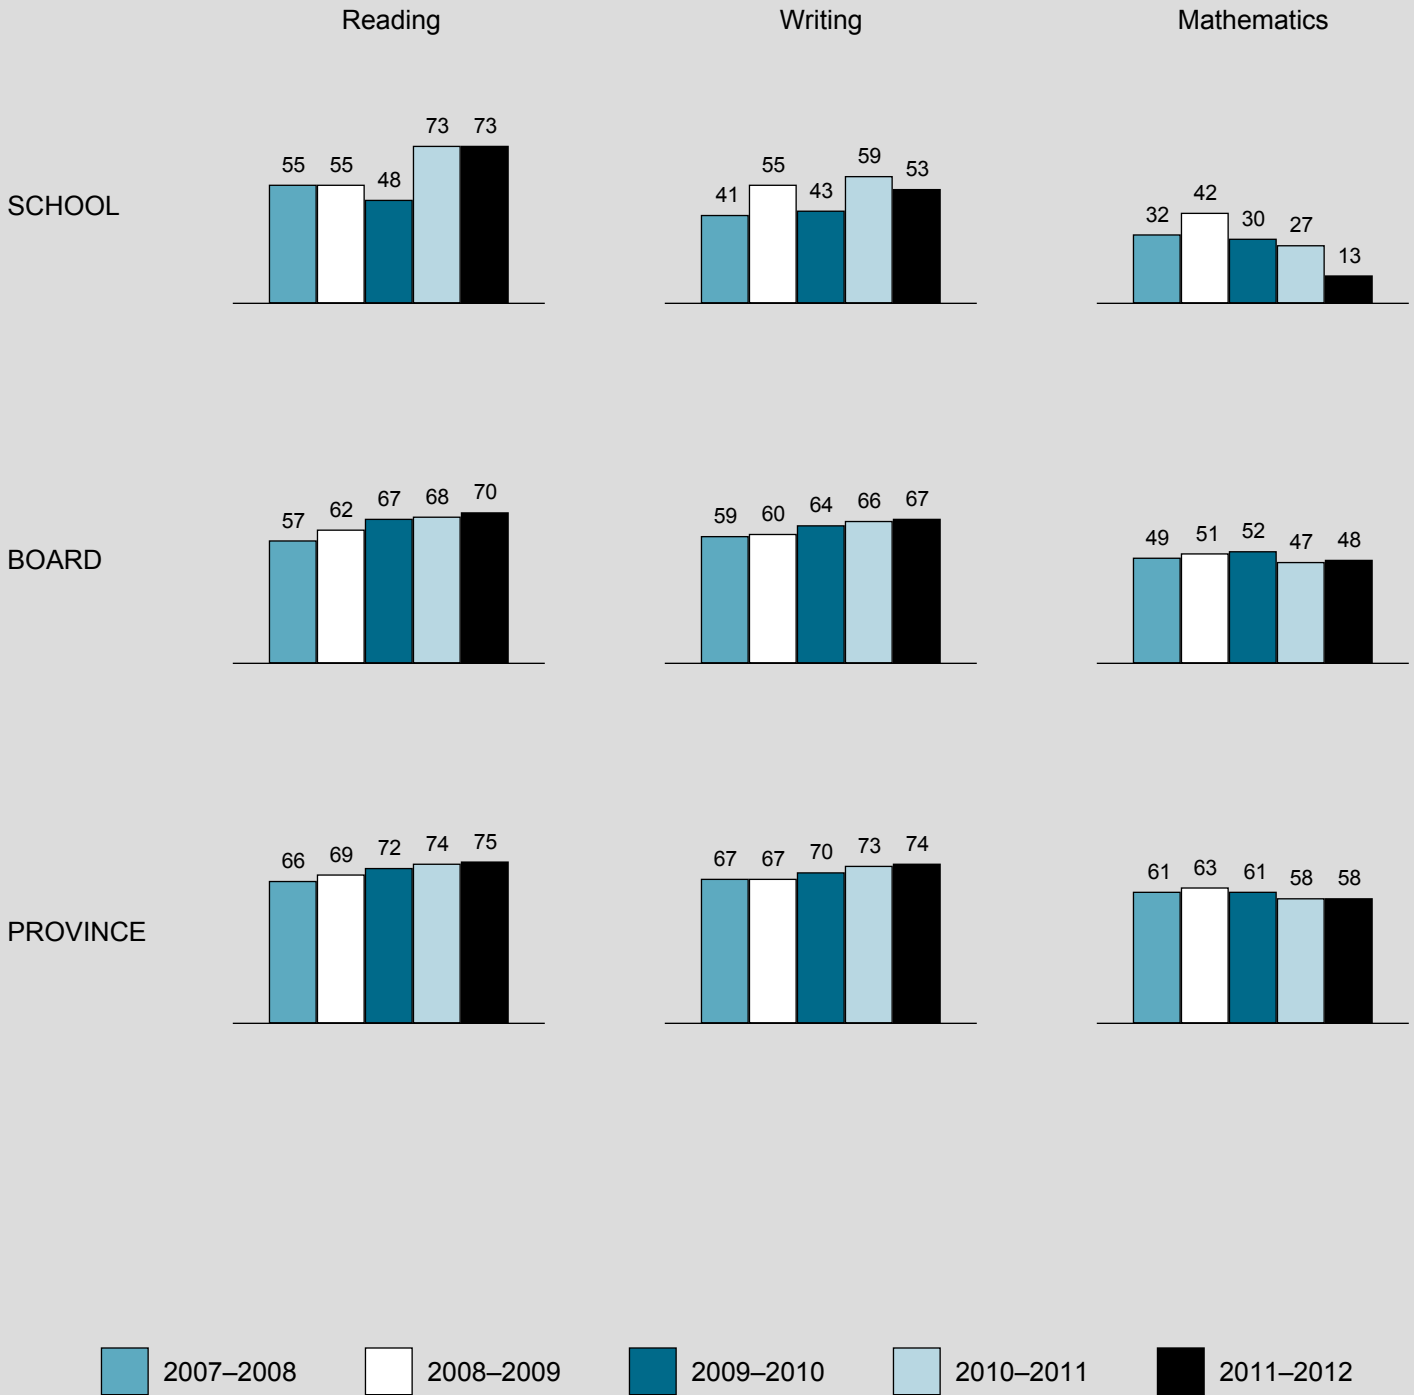 Reading Writing Mathematics
SCHOOL
55 55 48 73 73
41 55 43 59 53
32 42 30 27 13
BOARD
57 62 67 68 70
59 60 64 66 67
49 51 52 47 48
PROVINCE
66 69 72 74 75
67 67 70 73 74
61 63 61 58 58
2007–2008 2008–2009 2009–2010 2010–2011 2011–2012